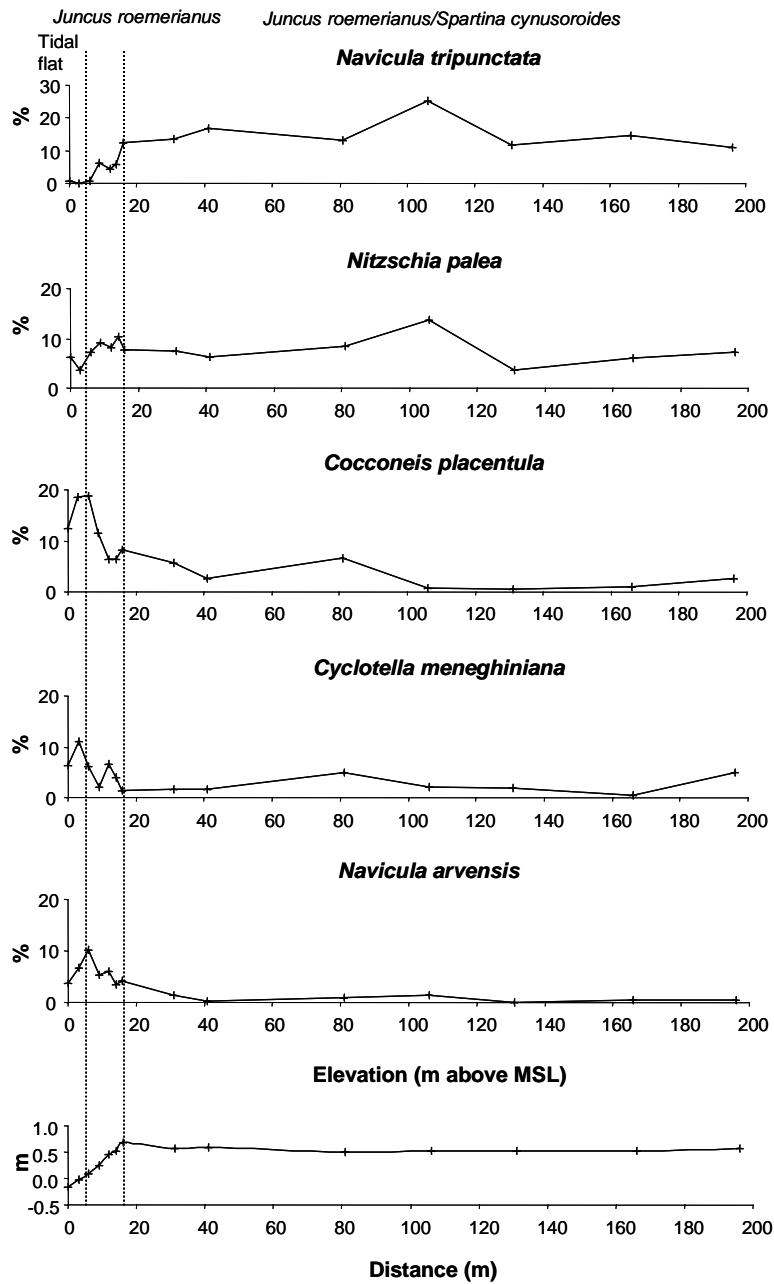 Juncus roemerianus Juncus roemerianus/Spartina cynusoroides
Tidal
flat
Navicula tripunctata
30
20
10
0
%
0 20 40 60 80 100 120 140 160 180 200
Nitzschia palea
20
10
0
%
0 20 40 60 80 100 120 140 160 180 200
Cocconeis placentula
20
10
0
%
0 20 40 60 80 100 120 140 160 180 200
Cyclotella meneghiniana
20
10
0
%
0 20 40 60 80 100 120 140 160 180 200
Navicula arvensis
20
10
0
%
0 20 40 60 80 100 120 140 160 180 200
Elevation (m above MSL)
1.0
0.5
0.0
-0.5
m
0 20 40 60 80 100 120 140 160 180 200
Distance (m)